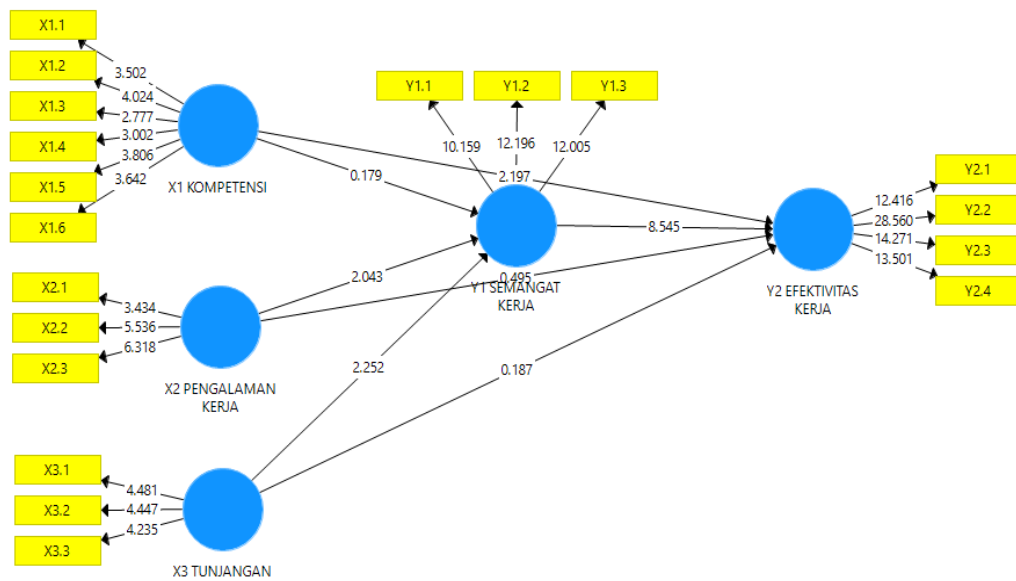 X1.1
X1.2
X1.3
X1.4
X1.5
X1.6
3.502
4.024
2.777
3.002
3.806
3.642
X1 KOMPETENSI
Y1.1
Y1.2
Y1.3
10.159
12.196
12.005
2.197
0.179
8.545
Y1 SEMANGAT
KERJA
2.043
0.495
Y2.1
Y2.2
Y2.3
Y2.4
12.416
28.560
14.271
13.501
Y2 EFEKTIVITAS
KERJA
X2.1
X2.2
X2.3
3.434
5.536
6.318
X2 PENGALAMAN
KERJA
2.252
0.187
X3.1
X3.2
X3.3
4.481
4.447
4.235
X3 TUNJANGAN